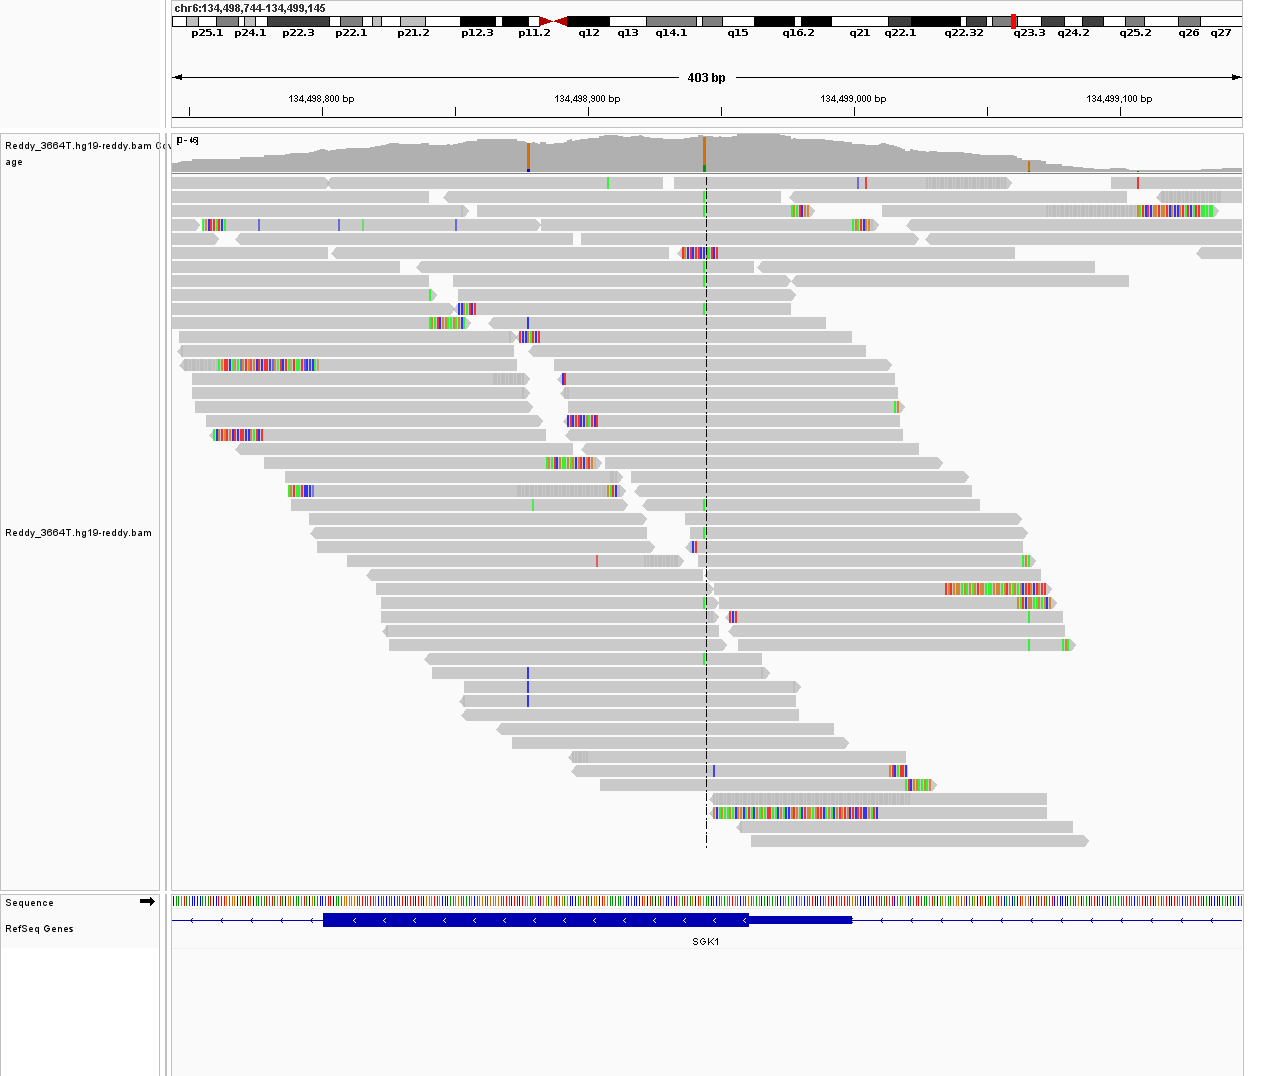 chr6:134,498,744-134,499,145
p25.1 p24.1 p22.3 p22.1 p21.2 p12.3 p11.2 q12 q13 q14.1 q15 q16.2 q21 q22.1 q22.32 q23.3 q24.2 q25.2 q26 q27
403 bp
134,498,800 bp 134,498,900 bp 134,499,000 bp 134,499,100 bp
[0 - 46]
Reddy_3664T.hg19-reddy.bam Cov
age
Reddy_3664T.hg19-reddy.bam
Sequence
RefSeq Genes
SGK1